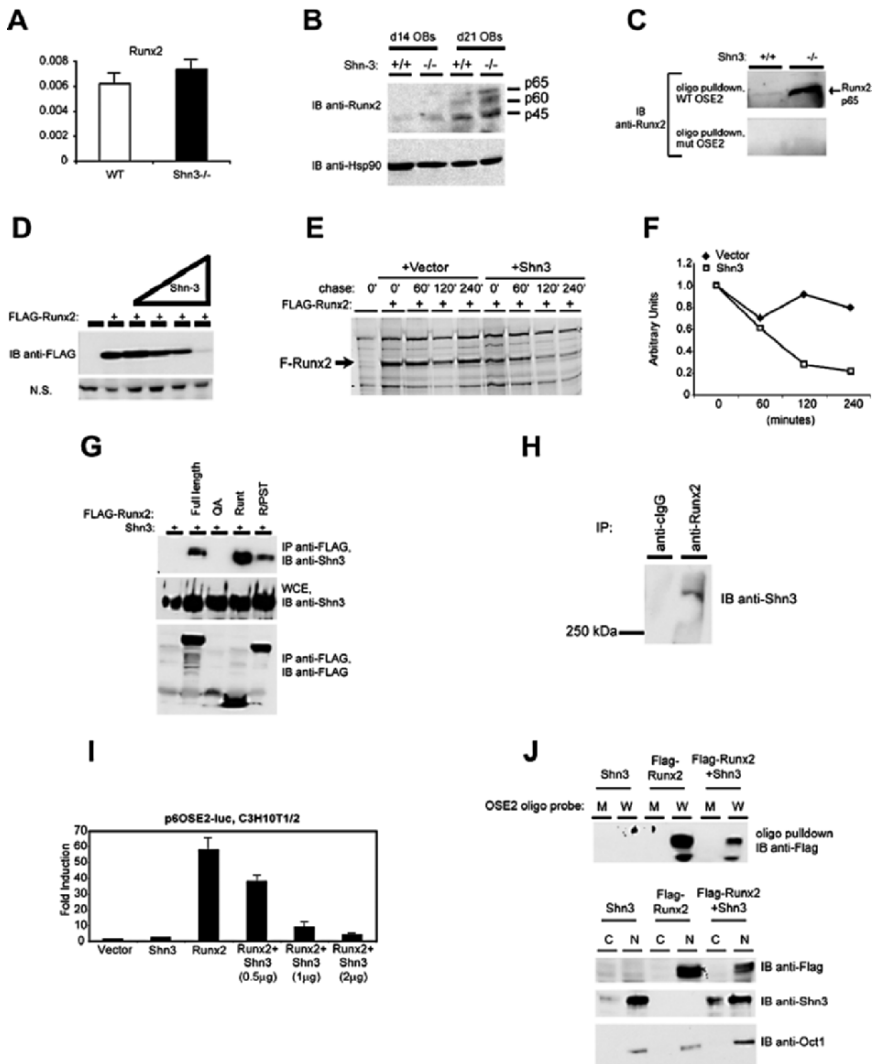 A
Runx2
0.008
0.006
0.004
0.002
0
WT
Shn3-/-
B
d14 OBs
d21 OBs
Shn-3:
+/+
-/-
+/+
-/-
p65
p60
p45
IB anti-Runx2
IB anti-Hsp90
C
Shn3:
+/+
-/-
IB
anti-Runx2
oligo pulldown,
WT OSE2
Runx2
p65
oligo pulldown,
mut OSE2
D
Shn-3
FLAG-Runx2:
+ + + + +
IB anti-FLAG
N.S.
E
+Vector
+Shn3
chase:
0' 0' 60' 120' 240' 0' 60' 120' 240'
FLAG-Runx2:
+ + + + + + + +
F-Runx2
F
Vector
Shn3
Arbitrary Units
1.2
1.0
0.8
0.6
0.4
0.2
0
0
60
120
240
(minutes)
G
FLAG-Runx2:
Full length
QA
Runt
R/PST
Shn3:
+ + + + +
IP anti-FLAG,
IB anti-Shn3
WCE,
IB anti-Shn3
IP anti-FLAG,
IB anti-FLAG
H
IP:
anti-cIgG
anti-Runx2
IB anti-Shn3
250 kDa
I
p6OSE2-luc, C3H10T1/2
Fold Induction
70
60
50
40
30
20
10
0
Vector
Shn3
Runx2
Runx2+
Shn3
(0.5µg)
Runx2+
Shn3
(1µg)
Runx2+
Shn3
(2µg)
J
Shn3
Flag-
Runx2
Flag-Runx2
+Shn3
OSE2 oligo probe:
M W M W M W
oligo pulldown
IB anti-Flag
Shn3
Flag-
Runx2
Flag-Runx2
+Shn3
C N C N C N
IB anti-Flag
IB anti-Shn3
IB anti-Oct1